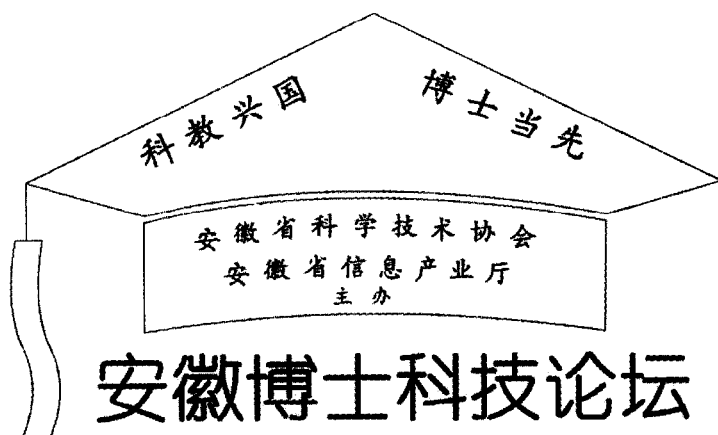 科教兴国 博士当先
安徽省科学技术协会
安徽省信息产业厅
主办
安徽博士科技论坛